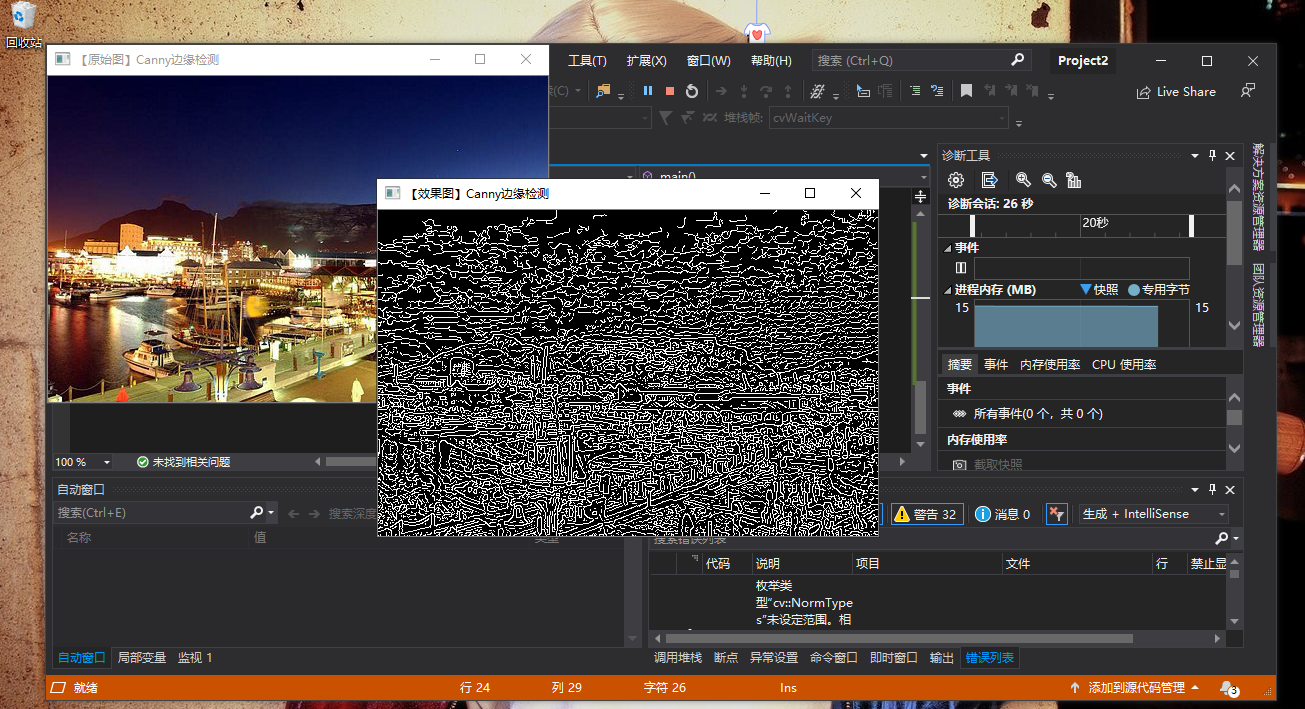 回收站
【原始图】Canny边缘检测
工具(T)
扩展(X)
窗口(W)
帮助(H)
搜索 (Ctrl+Q)
Project2
(C)
Live Share
堆栈帧:
cvWaitKey
main()
【效果图】Canny边缘检测
诊断工具
诊断会话: 26 秒
20秒
事件
进程内存 (MB)
快照
专用字节
15
15
摘要
事件
内存使用率
CPU 使用率
事件
所有事件(0 个，共 0 个)
内存使用率
截取快照
解决方案资源管理器
团队资源管理器
100 %
未找到相关问题
自动窗口
搜索(Ctrl+E)
搜索深度
名称
值
类型
警告 32
消息 0
生成 + IntelliSense
搜索错误列表
代码
说明
项目
文件
行
禁止显
枚举类
型"cv::NormType
s"未设定范围。相
自动窗口
局部变量
监视 1
调用堆栈
断点
异常设置
命令窗口
即时窗口
输出
错误列表
就绪
行 24
列 29
字符 26
Ins
添加到源代码管理
3